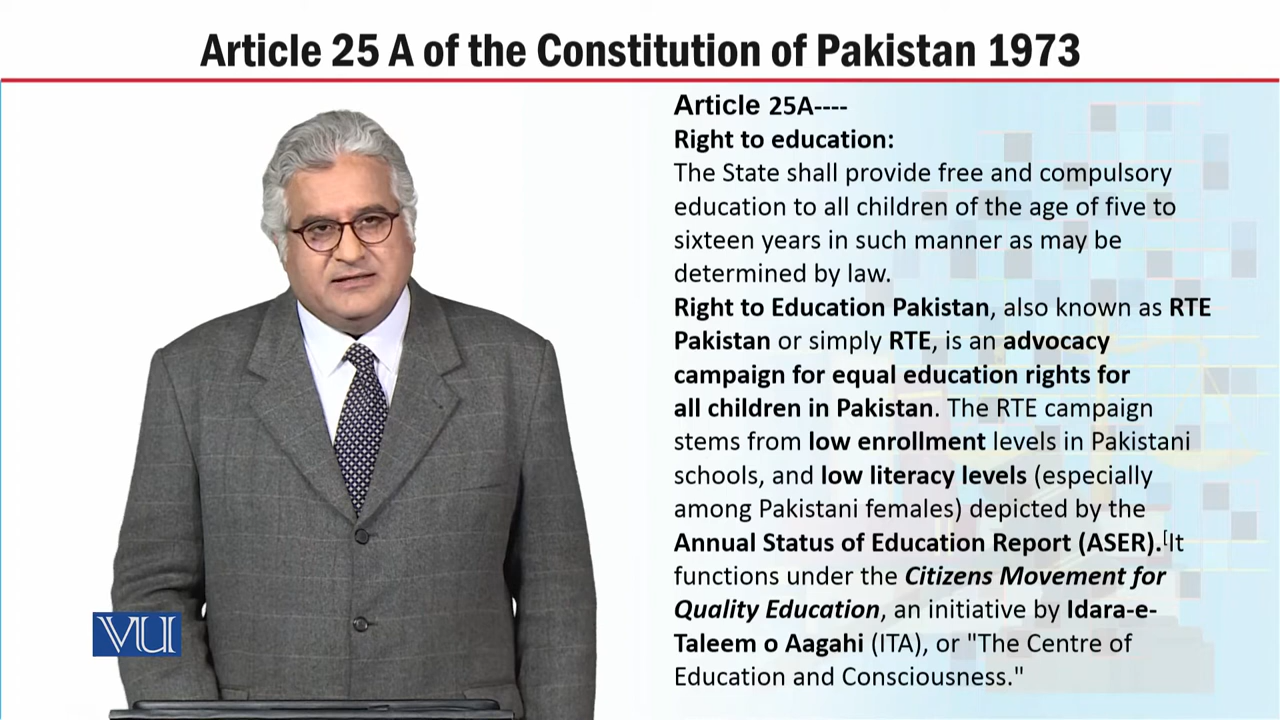 Article 25 A of the Constitution of Pakistan 1973
Article 25A----
Right to education:
The State shall provide free and compulsory
education to all children of the age of five to
sixteen years in such manner as may be
determined by law.
Right to Education Pakistan, also known as RTE
Pakistan or simply RTE, is an advocacy
campaign for equal education rights for
all children in Pakistan. The RTE campaign
stems from low enrollment levels in Pakistani
schools, and low literacy levels (especially
among Pakistani females) depicted by the
Annual Status of Education Report (ASER).[It
functions under the Citizens Movement for
Quality Education, an initiative by Idara-e-
Taleem o Aagahi (ITA), or "The Centre of
Education and Consciousness."
VU